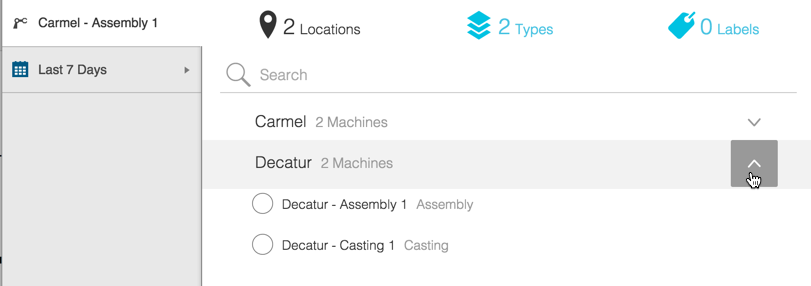 Carmel - Assembly 1
2 Locations
2 Types
0 Labels
Last 7 Days
Search
Carmel 2 Machines
Decatur 2 Machines
Decatur - Assembly 1 Assembly
Decatur - Casting 1 Casting